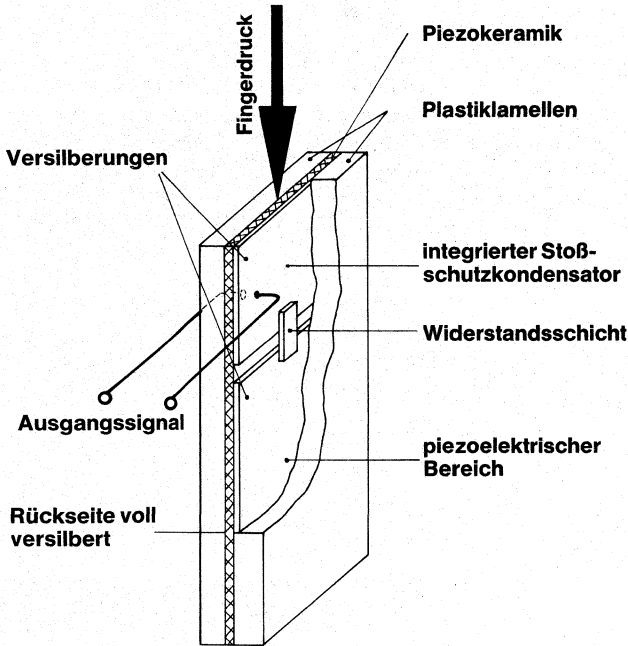 Fingerdruck
Piezokeramik
Plastiklamellen
Versilberungen
integrierter Stoß-
schutzkondensator
Widerstandsschicht
Ausgangssignal
piezoelektrischer
Bereich
Rückseite voll
versilbert